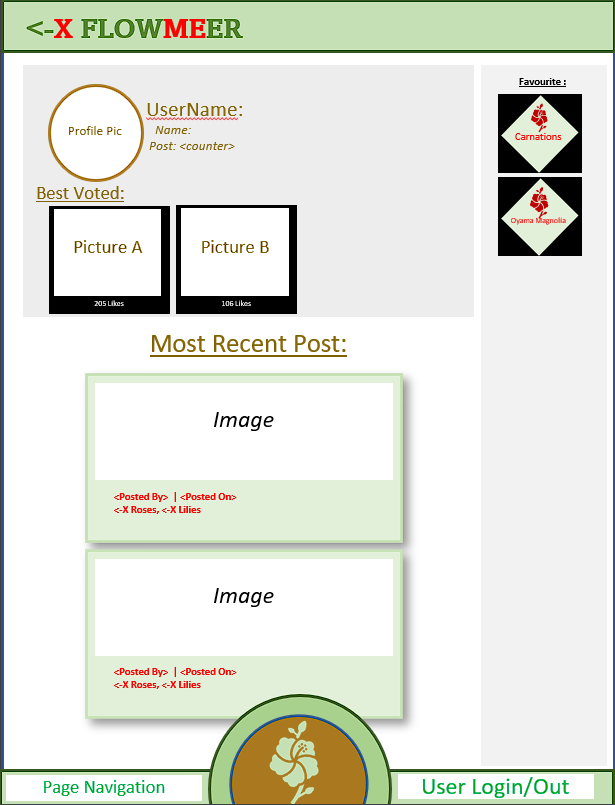 <-X FLOWMEER
UserName:
Name:
Post: <counter>
Profile Pic
Best Voted:
Picture A
Picture B
205 Likes
106 Likes
Favourite :
Carnations
Oyama Magnolia
Most Recent Post:
Image
<Posted By> | <Posted On>
<-X Roses, <-X Lilies
Image
<Posted By> | <Posted On>
<-X Roses, <-X Lilies
Page Navigation
User Login/Out